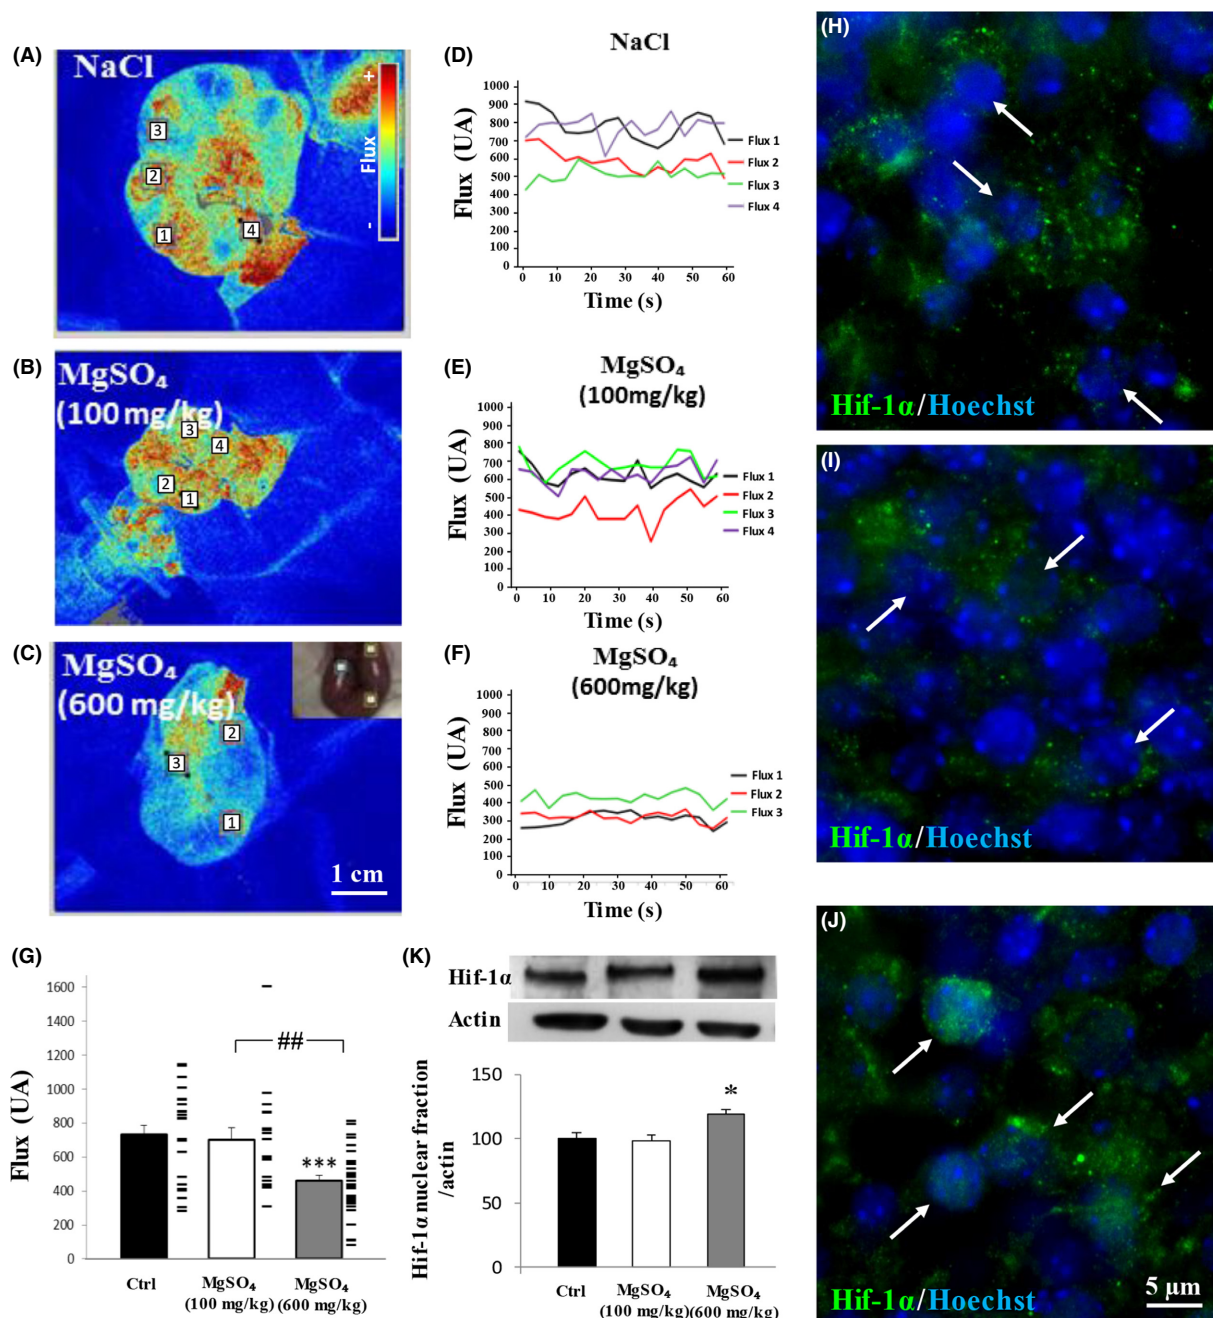 (A)
NaCl
+
Flux
-
3
2
1
4
(B)
MgSO₄
(100 mg/kg)
3
4
2
1
(C)
MgSO₄
(600 mg/kg)
2
3
1
1 cm
(D)
NaCl
Flux (UA)
1000
900
800
700
600
500
400
300
200
100
0
0 10 20 30 40 50 60
Time (s)
Flux 1
Flux 2
Flux 3
Flux 4
(E)
MgSO₄
(100mg/kg)
Flux (UA)
1000
900
800
700
600
500
400
300
200
100
0
0 10 20 30 40 50 60
Time (s)
Flux 1
Flux 2
Flux 3
Flux 4
(F)
MgSO₄
(600mg/kg)
Flux (UA)
1000
900
800
700
600
500
400
300
200
100
0
0 10 20 30 40 50 60
Time (s)
Flux 1
Flux 2
Flux 3
(G)
Flux (UA)
1600
1400
1200
1000
800
600
400
200
0
##
***
Ctrl
MgSO₄
(100 mg/kg)
MgSO₄
(600 mg/kg)
(K)
Hif-1α
Actin
Hif-1α nuclear fraction
/actin
150
100
50
0
*
Ctrl
MgSO₄
(100 mg/kg)
MgSO₄
(600 mg/kg)
(H)
Hif-1α/Hoechst
(I)
Hif-1α/Hoechst
(J)
Hif-1α/Hoechst
5 µm